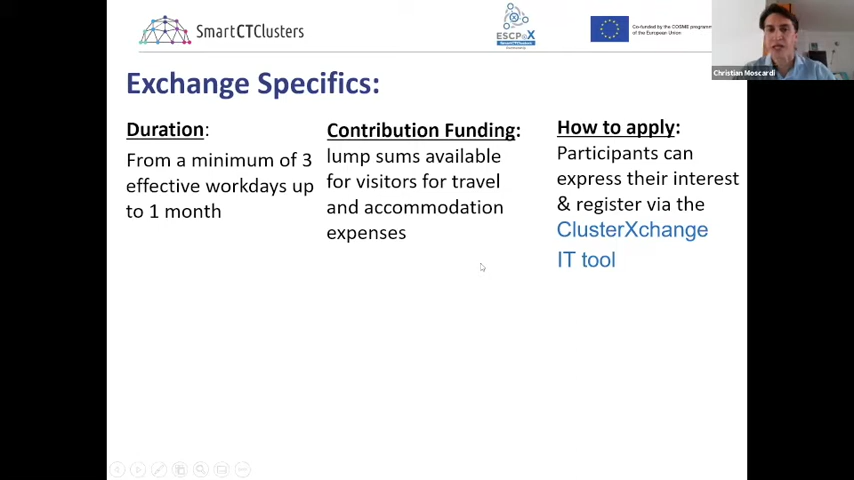 SmartCTClusters
ESCP
X
Co-funded by the COSME programm
of the European Union
Christian Moscardi
Exchange Specifics:
Duration:
From a minimum of 3
effective workdays up
to 1 month
Contribution Funding:
lump sums available
for visitors for travel
and accommodation
expenses
How to apply:
Participants can
express their interest
& register via the
ClusterXchange
IT tool